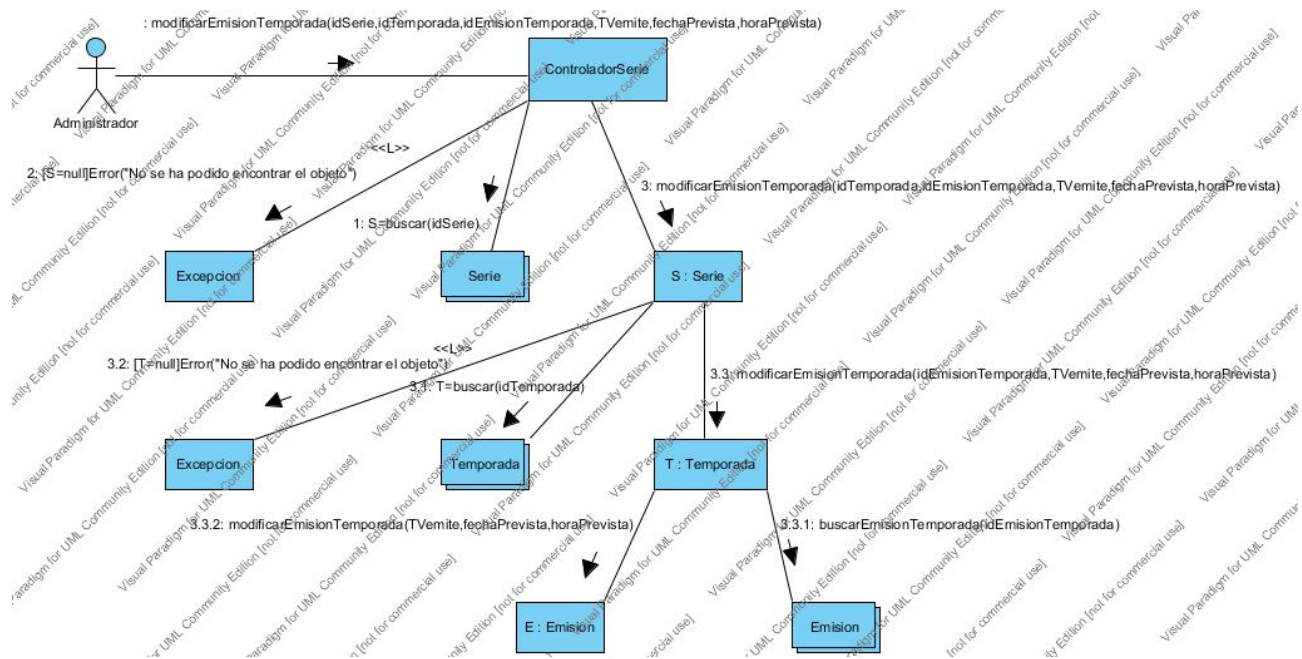 : modificarEmisionTemporada(idSerie,idTemporada,idEmisionTemporada,TVemite,fechaPrevista,horaPrevista)
ControladorSerie
Administrador
<<L>>
2: [S=null]Error("No se ha podido encontrar el objeto")
3: modificarEmisionTemporada(idTemporada,idEmisionTemporada,TVemite,fechaPrevista,horaPrevista)
1: S=buscar(idSerie)
Excepcion
Serie
S : Serie
<<L>>
3.2: [T=null]Error("No se ha podido encontrar el objeto")
3.1: T=buscar(idTemporada)
3.3: modificarEmisionTemporada(idEmisionTemporada,TVemite,fechaPrevista,horaPrevista)
Excepcion
Temporada
T : Temporada
3.3.2: modificarEmisionTemporada(TVemite,fechaPrevista,horaPrevista)
3.3.1: buscarEmisionTemporada(idEmisionTemporada)
E : Emision
Emision
Visual Paradigm for UML Community Edition [not for commercial use]